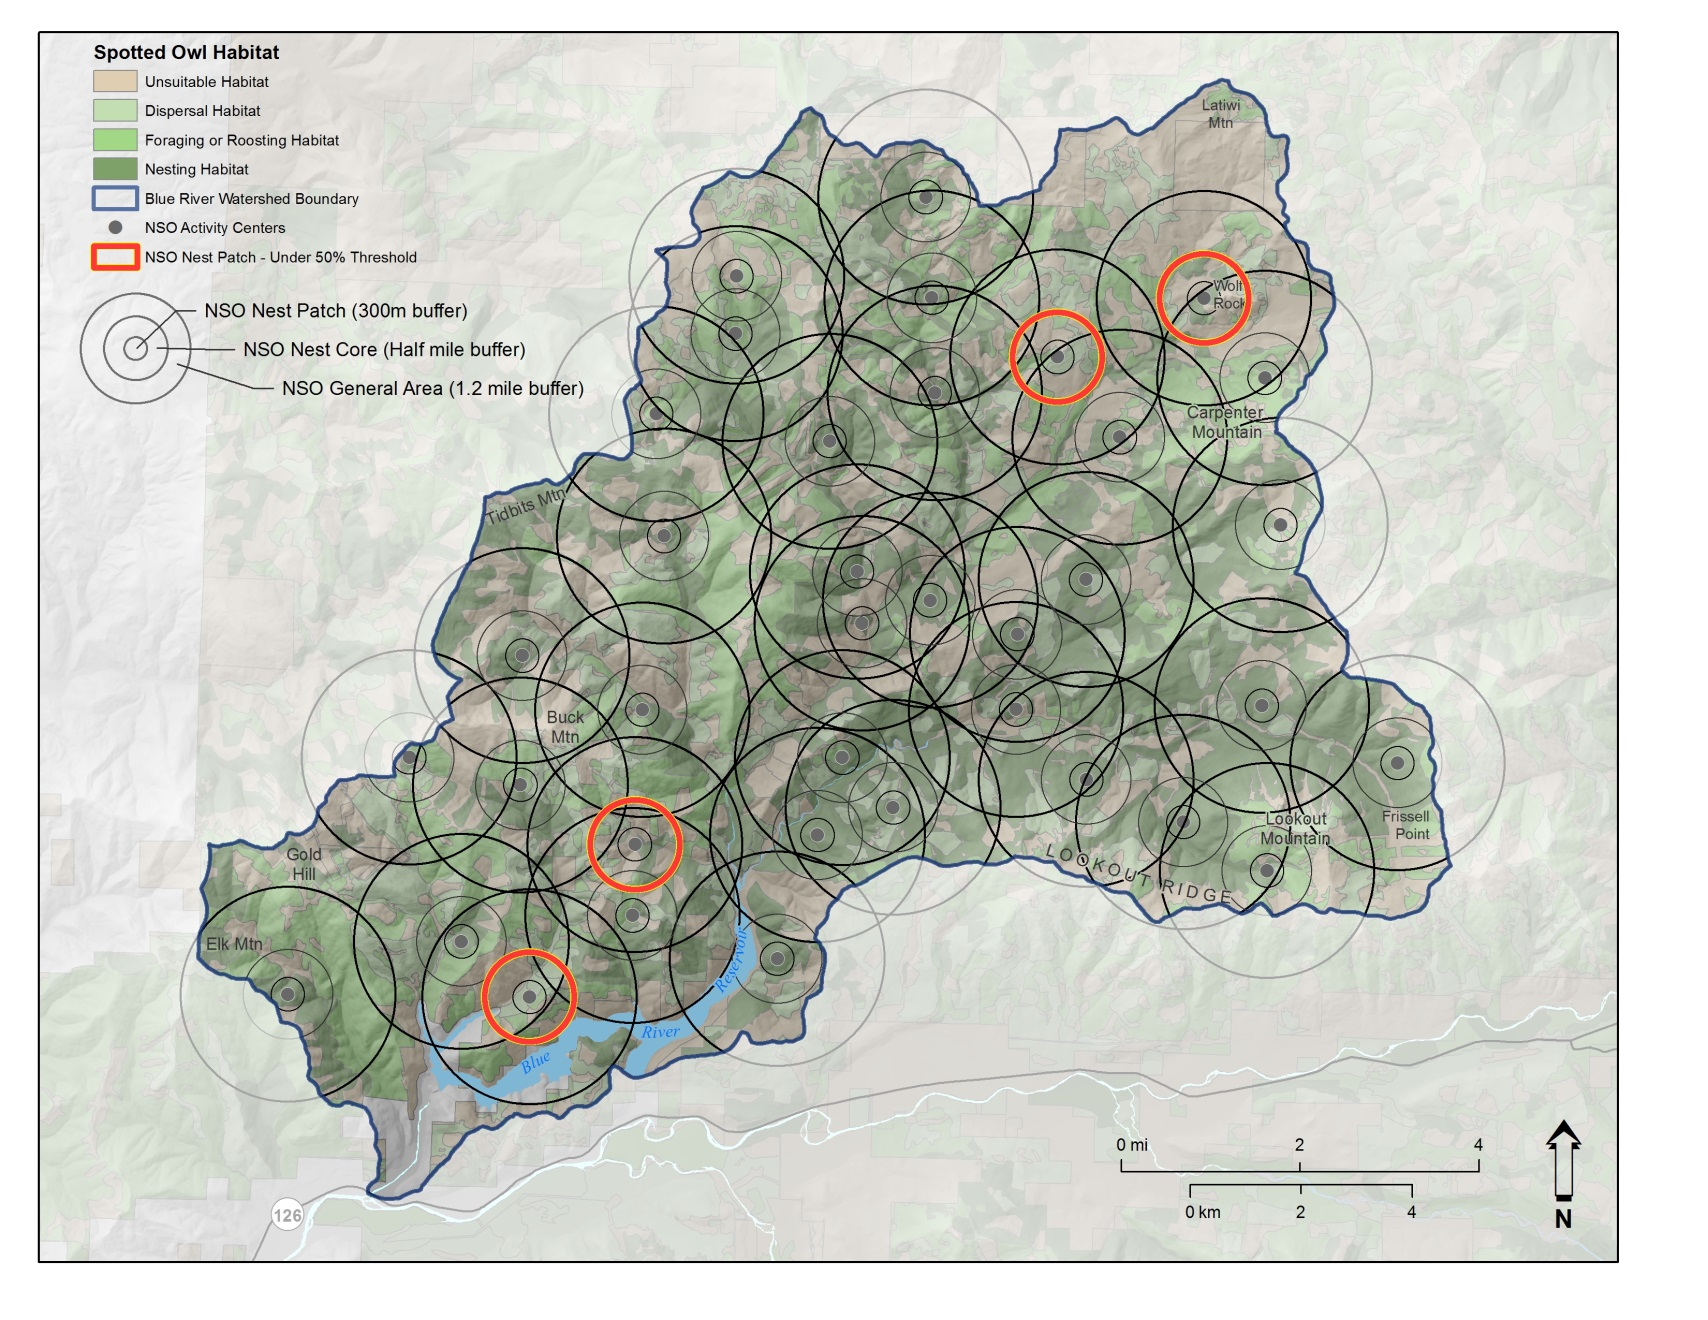 Spotted Owl Habitat
Unsuitable Habitat
Dispersal Habitat
Foraging or Roosting Habitat
Nesting Habitat
Blue River Watershed Boundary
NSO Activity Centers
NSO Nest Patch - Under 50% Threshold
NSO Nest Patch (300m buffer)
NSO Nest Core (Half mile buffer)
NSO General Area (1.2 mile buffer)
Latiwi
Mtn
Wolf
Rock
Carpenter
Mountain
Tidbits Mtn
Buck
Mtn
Lookout
Mountain
Frissell
Point
LOOKOUT RIDGE
Gold
Hill
Elk Mtn
Blue
River
Reservoir
126
0 mi 2 4
0 km 2 4
N